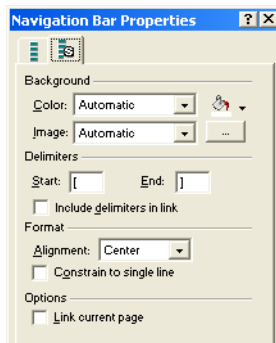 Navigation Bar Properties ? X
S
Background
Color: Automatic
Image: Automatic ...
Delimiters
Start: [ End: ]
Include delimiters in link
Format
Alignment: Center
Constrain to single line
Options
Link current page